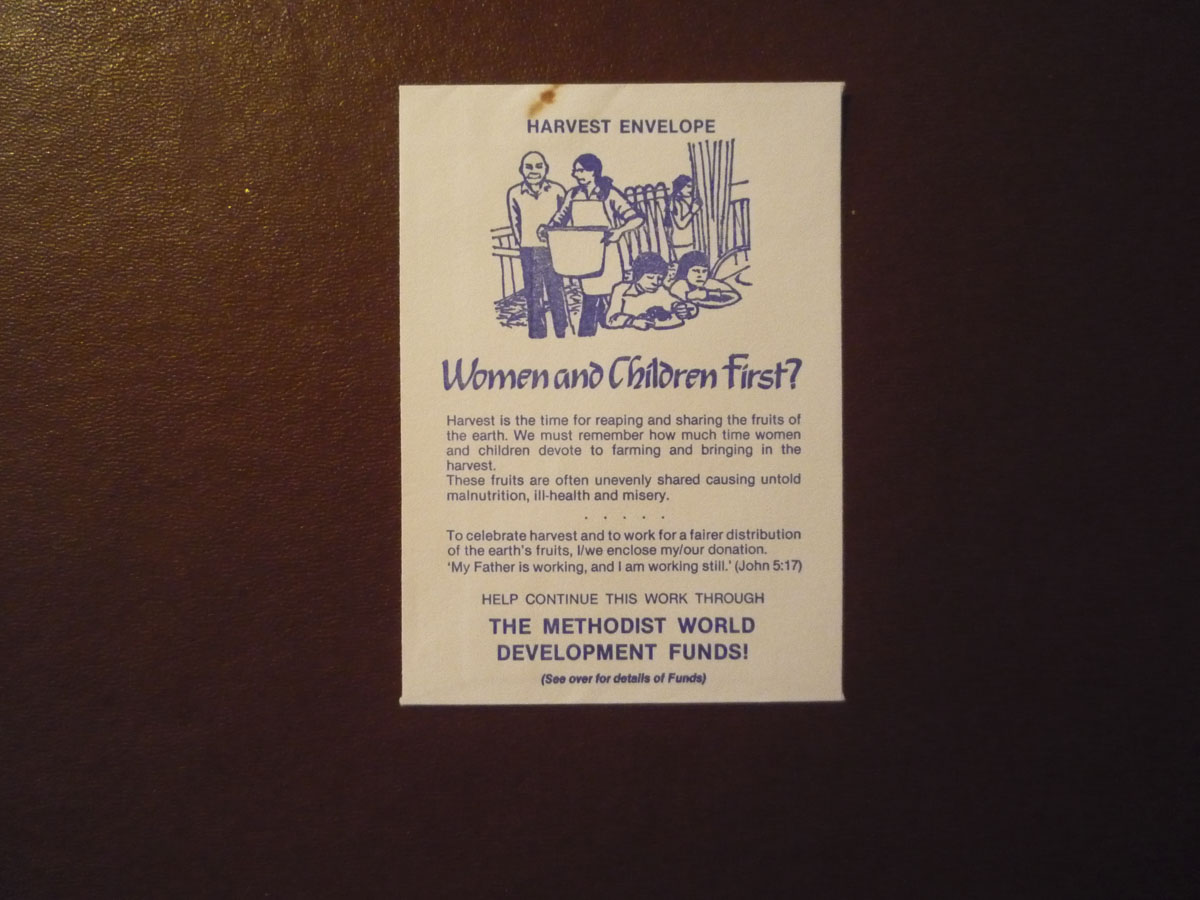 HARVEST ENVELOPE
Women and Children First?
Harvest is the time for reaping and sharing the fruits of
the earth. We must remember how much time women
and children devote to farming and bringing in the
harvest.
These fruits are often unevenly shared causing untold
malnutrition, ill-health and misery.
. . . . .
To celebrate harvest and to work for a fairer distribution
of the earth's fruits, I/we enclose my/our donation.
'My Father is working, and I am working still.' (John 5:17)
HELP CONTINUE THIS WORK THROUGH
THE METHODIST WORLD
DEVELOPMENT FUNDS!
(See over for details of Funds)